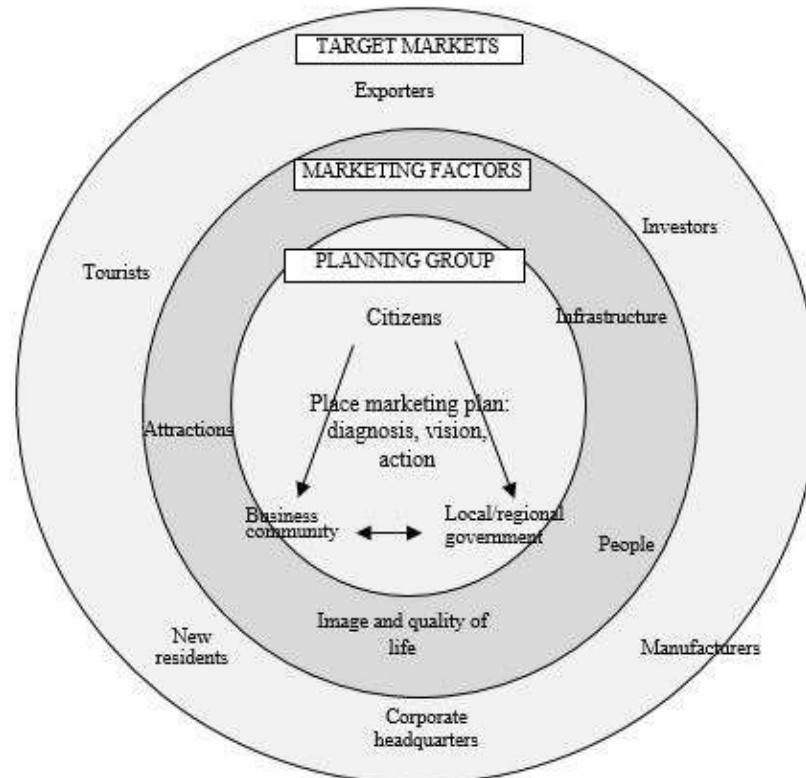 TARGET MARKETS
Exporters
MARKETING FACTORS
Investors
PLANNING GROUP
Tourists
Citizens
Infrastructure
Place marketing plan:
diagnosis, vision,
action
Attractions
Business
community
Local/regional
government
People
Image and quality of
life
New
residents
Manufacturers
Corporate
headquarters